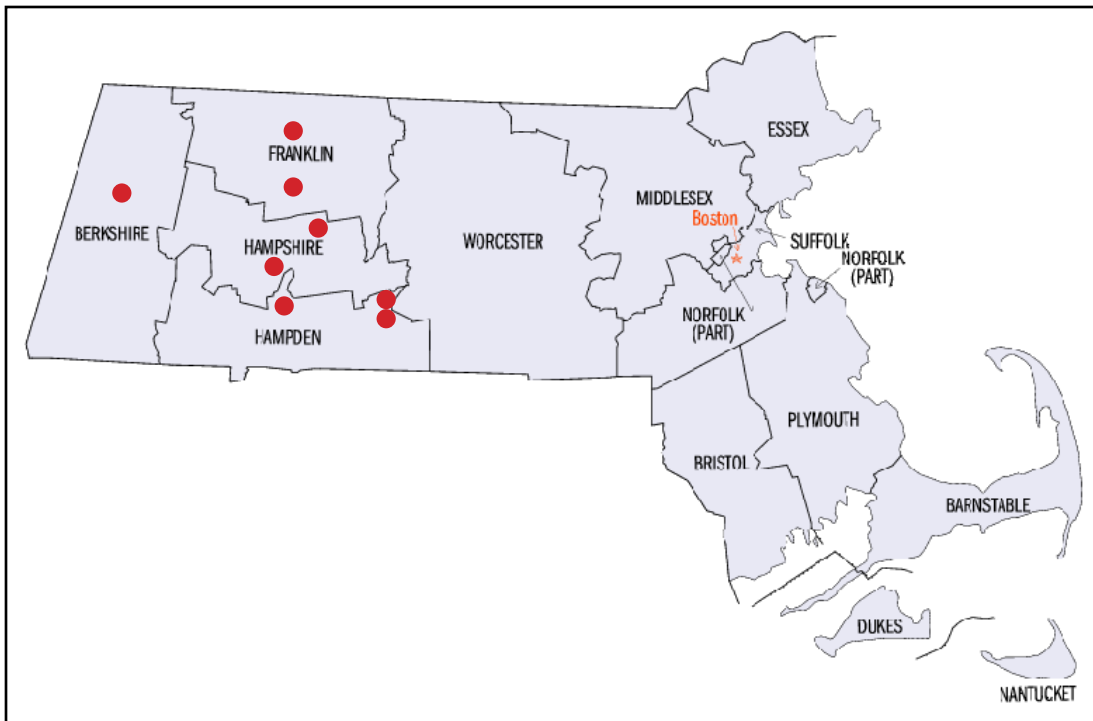 ESSEX
FRANKLIN
MIDDLESEX
Boston
BERKSHIRE
HAMPSHIRE
WORCESTER
SUFFOLK
NORFOLK
(PART)
NORFOLK
(PART)
HAMPDEN
PLYMOUTH
BRISTOL
BARNSTABLE
DUKES
NANTUCKET